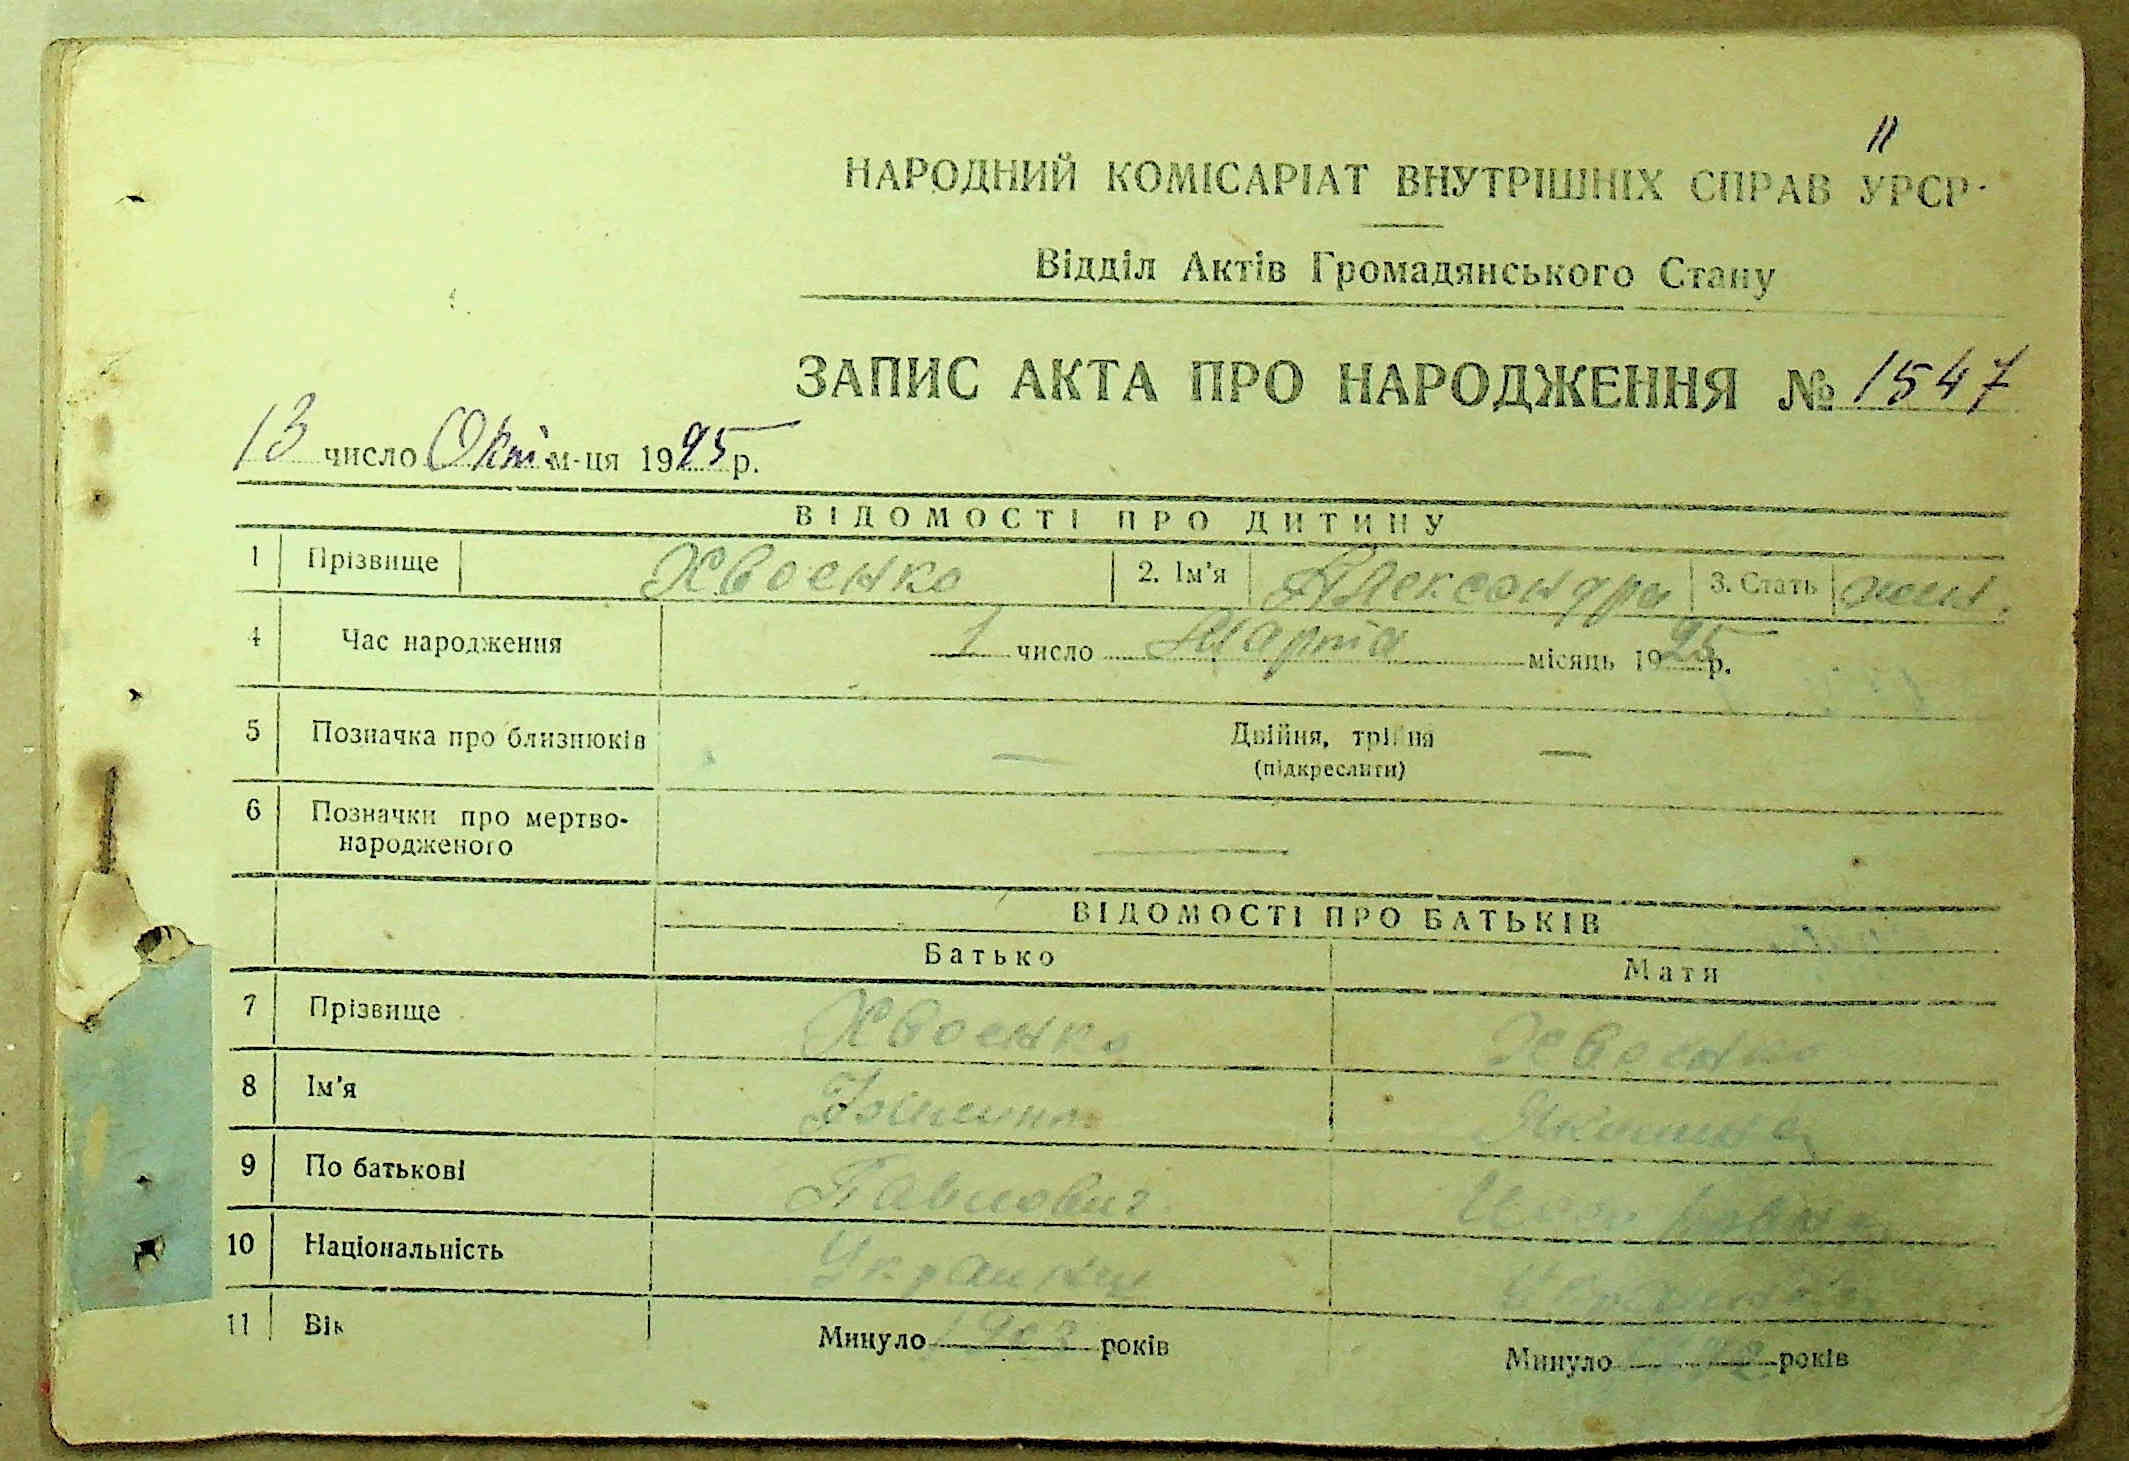 11
НАРОДНИЙ КОМІСАРІАТ ВНУТРІШНІХ СПРАВ УРСР
Відділ Актів Громадянського Стану
ЗАПИС АКТА ПРО НАРОДЖЕННЯ № 1547
13 число Окт. м-ця 1945 р.
ВІДОМОСТІ ПРО ДИТИНУ
1 Прізвище Хвоенко 2. Ім'я Александра 3. Стать жен.
4 Час народження 1 число Марта місяць 1925 р.
5 Позначка про близнюків — Двійня, трійня —
(підкреслити)
6 Позначки про мертво-
народженого —
ВІДОМОСТІ ПРО БАТЬКІВ
Батько Мати
7 Прізвище Хвоенко Хвоенко
8 Ім'я
9 По батькові Павлович
10 Національність Украинец Украинка
11 Вік Минуло 1903 років Минуло років